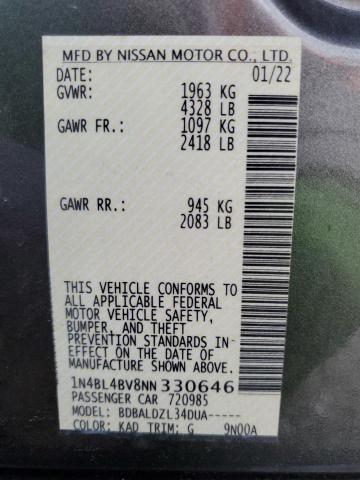 MFD BY NISSAN MOTOR CO., LTD.
DATE: 01/22
GVWR: 1963 KG
4328 LB
GAWR FR.: 1097 KG
2418 LB
GAWR RR.: 945 KG
2083 LB
THIS VEHICLE CONFORMS TO
ALL APPLICABLE FEDERAL
MOTOR VEHICLE SAFETY,
BUMPER, AND THEFT
PREVENTION STANDARDS IN
EFFECT ON THE DATE OF
MANUFACTURE SHOWN ABOVE.
1N4BL4BV8NN 330646
PASSENGER CAR 720985
MODEL: BDBALDZL34DUA-----
COLOR: KAD TRIM: G 9N00A